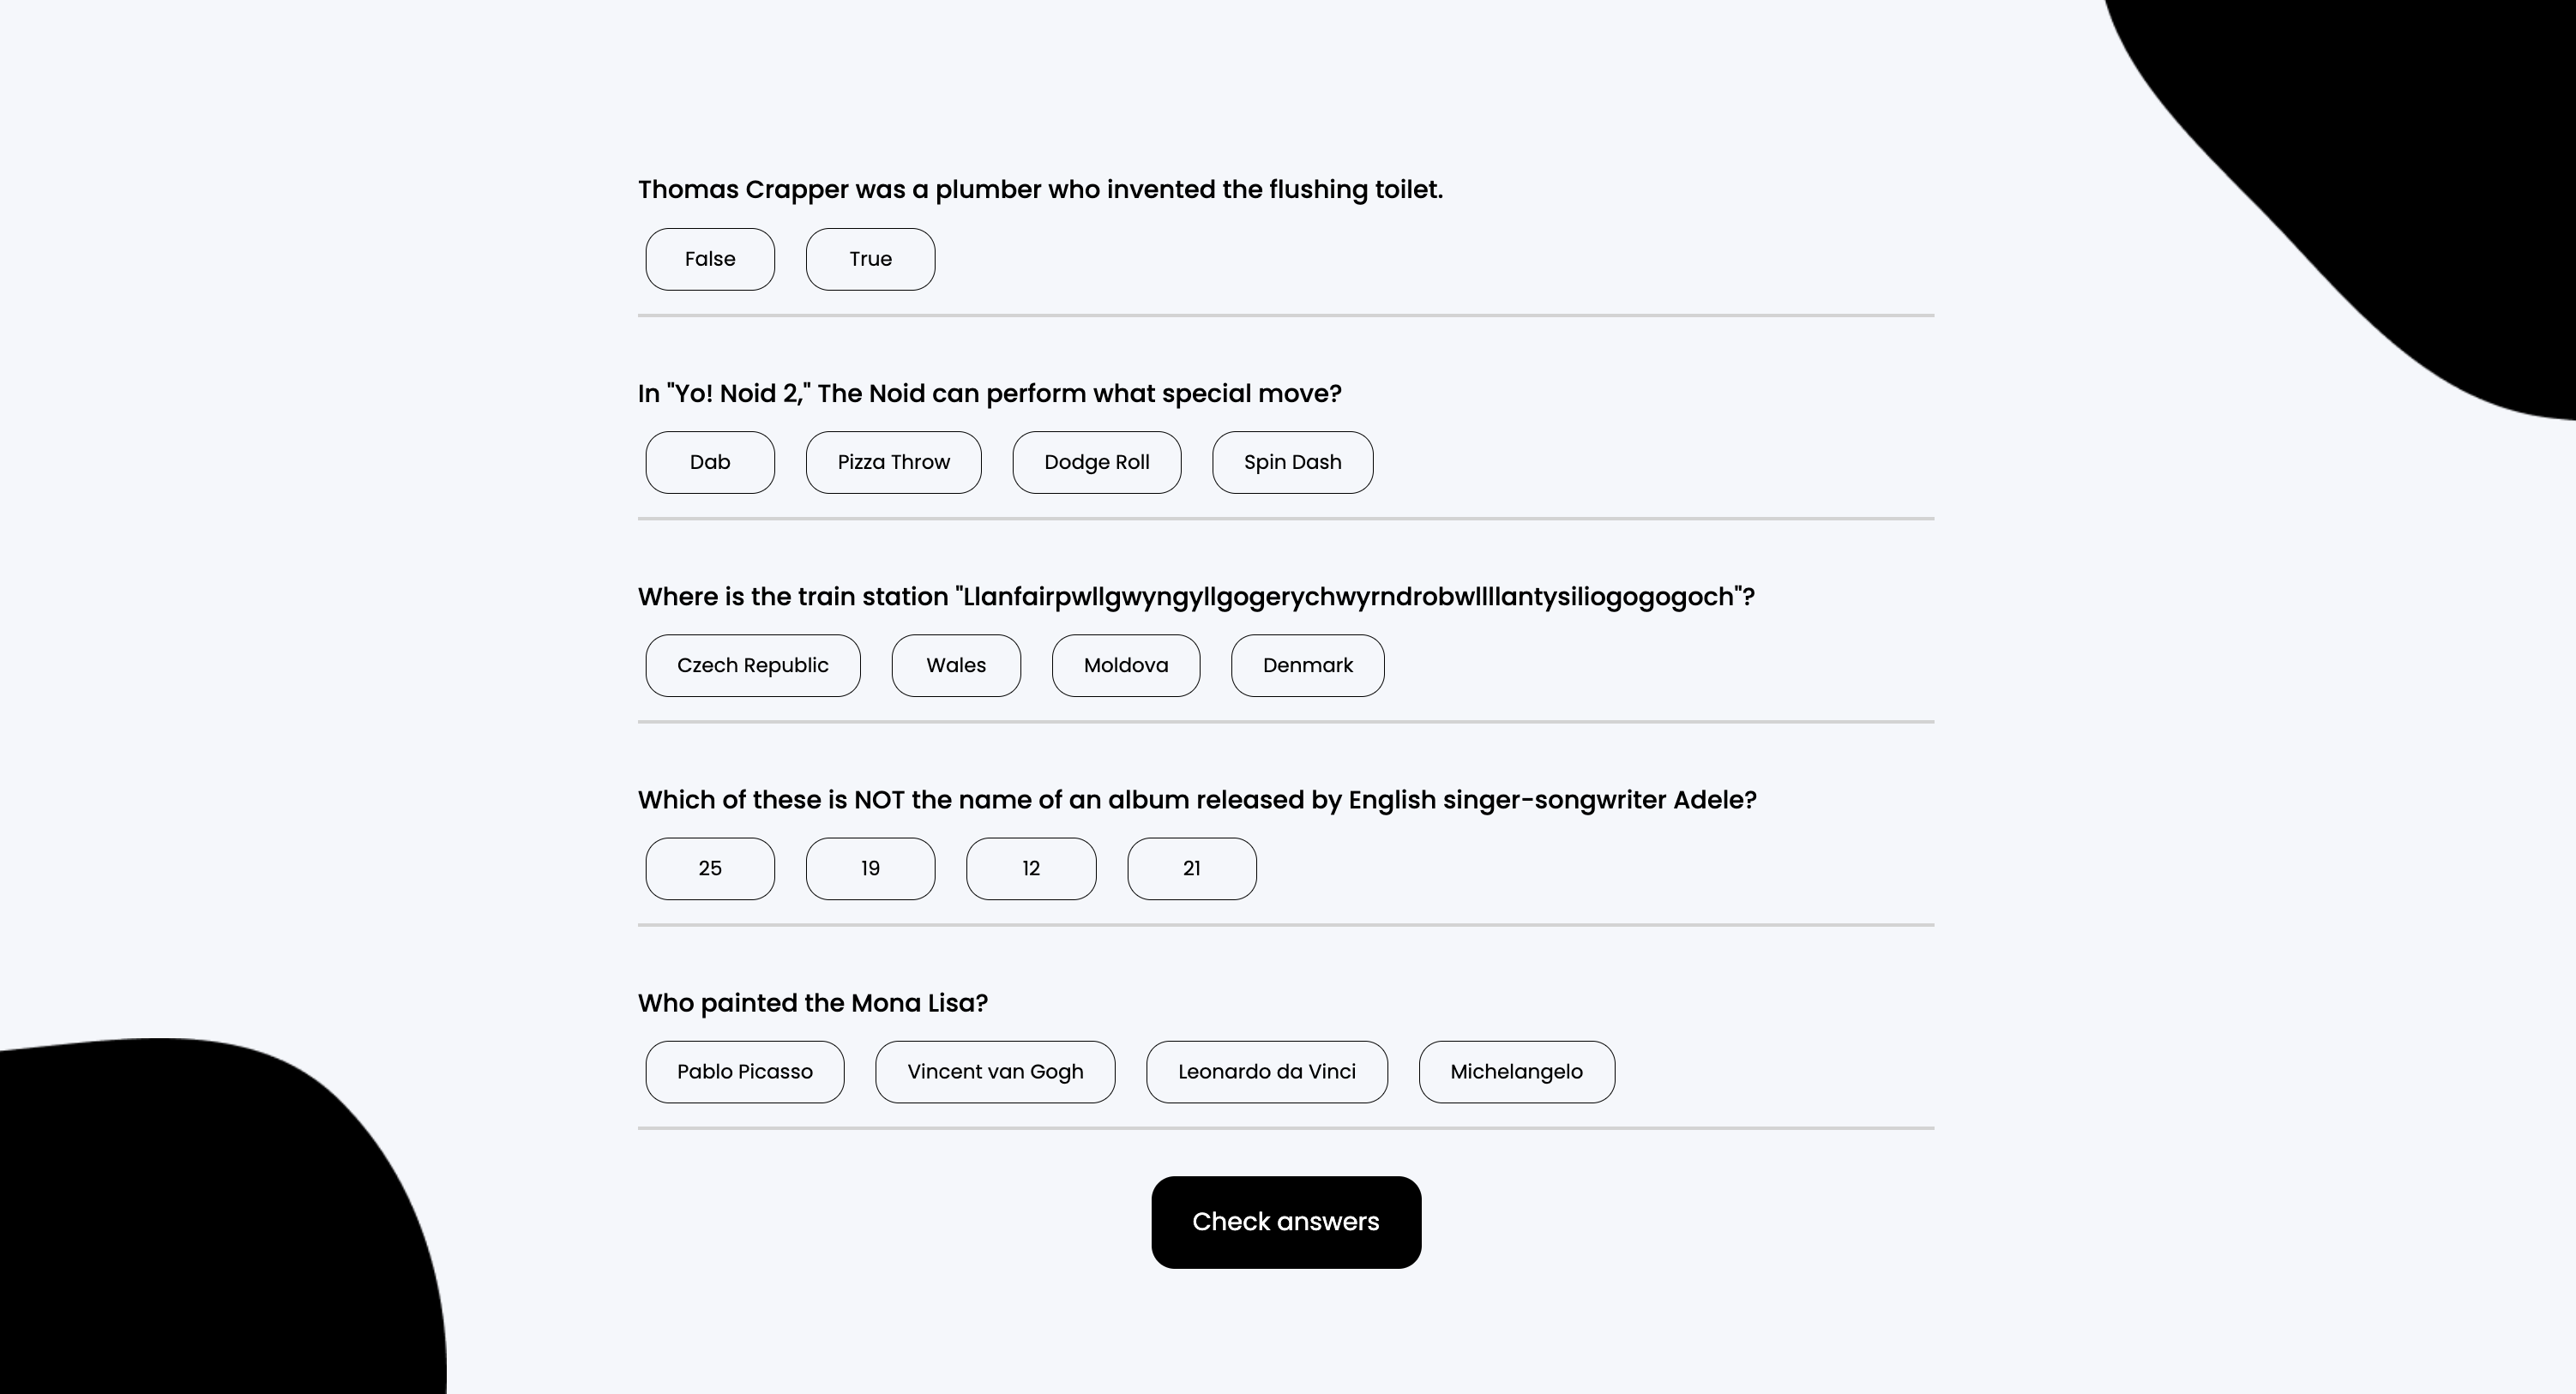 Thomas Crapper was a plumber who invented the flushing toilet.
False True
In "Yo! Noid 2," The Noid can perform what special move?
Dab Pizza Throw Dodge Roll Spin Dash
Where is the train station "Llanfairpwllgwyngyllgogerychwyrndrobwllllantysiliogogogoch"?
Czech Republic Wales Moldova Denmark
Which of these is NOT the name of an album released by English singer-songwriter Adele?
25 19 12 21
Who painted the Mona Lisa?
Pablo Picasso Vincent van Gogh Leonardo da Vinci Michelangelo
Check answers